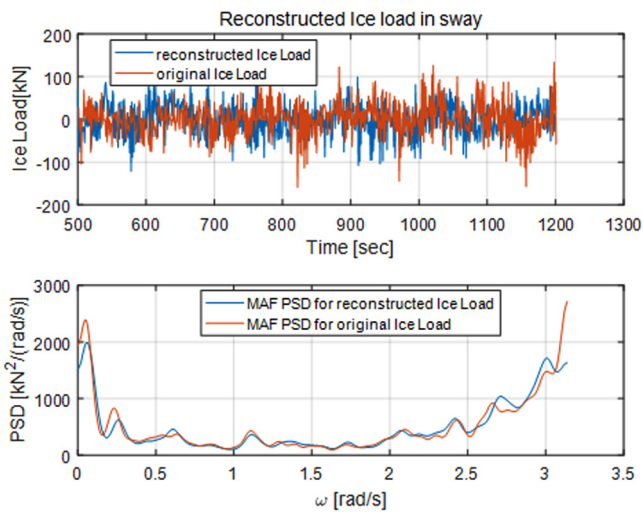 Reconstructed Ice load in sway
200
100
0
-100
-200
Ice Load[kN]
reconstructed Ice Load
original Ice Load
500 600 700 800 900 1000 1100 1200 1300
Time [sec]
3000
2000
1000
0
PSD [kN²/(rad/s)]
MAF PSD for reconstructed Ice Load
MAF PSD for original Ice Load
0 0.5 1 1.5 2 2.5 3 3.5
ω [rad/s]